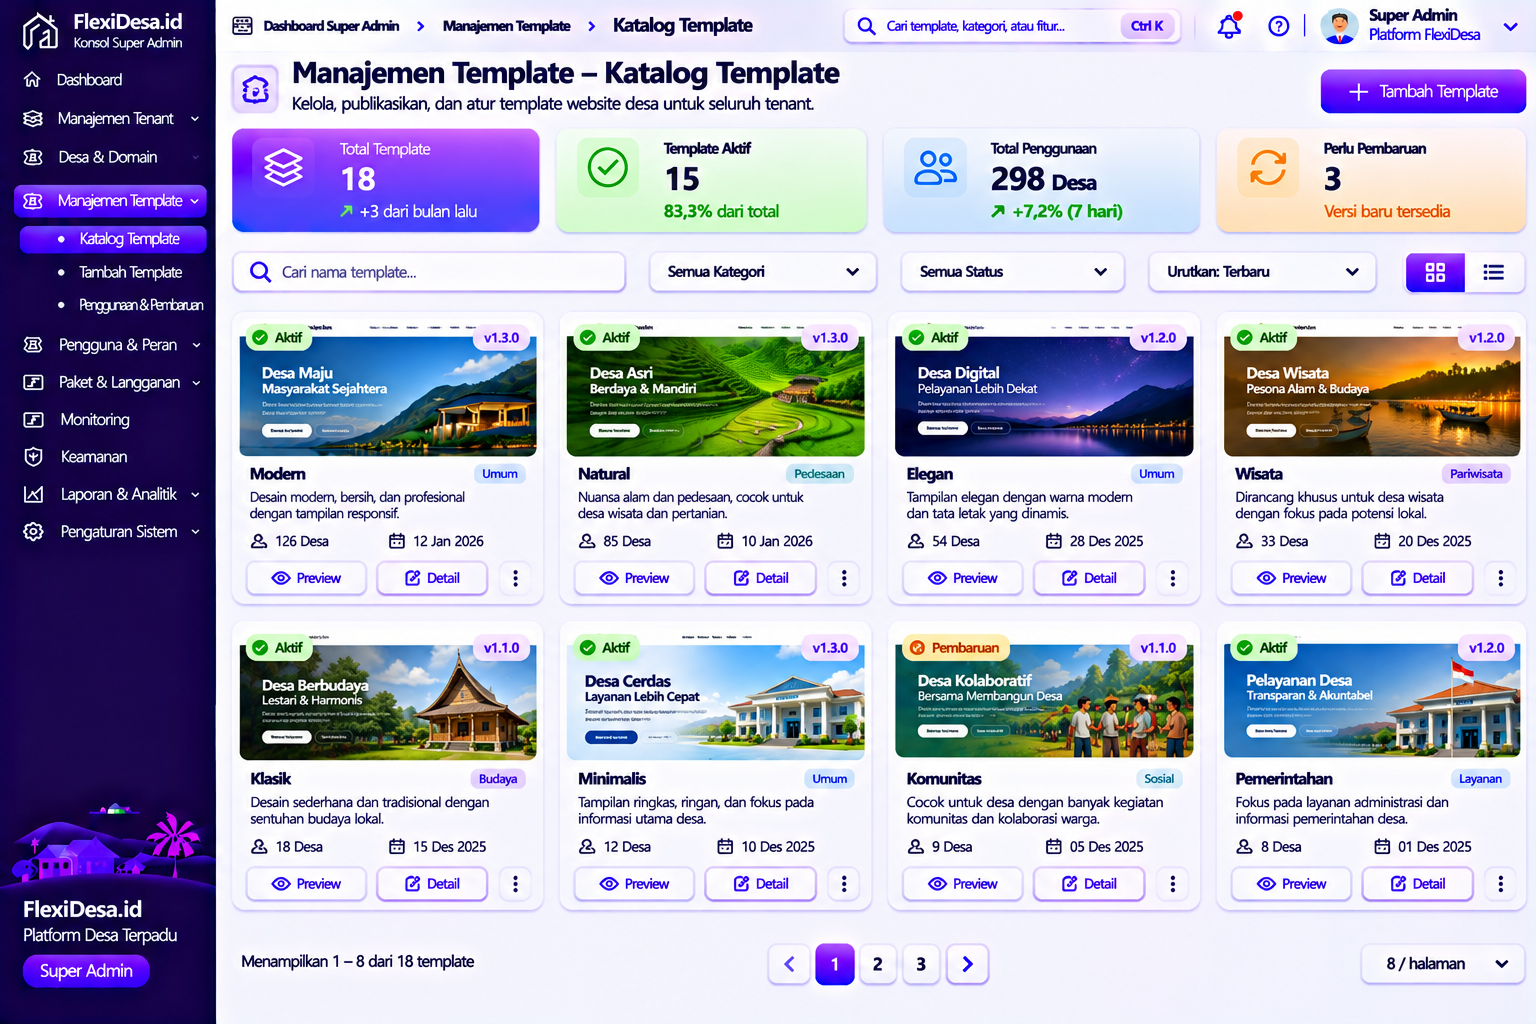 FlexiDesa.id
Konsol Super Admin
Dashboard
Manajemen Tenant
Desa & Domain
Manajemen Template
Katalog Template
Tambah Template
Penggunaan & Pembaruan
Pengguna & Peran
Paket & Langganan
Monitoring
Keamanan
Laporan & Analitik
Pengaturan Sistem
FlexiDesa.id
Platform Desa Terpadu
Super Admin
Dashboard Super Admin > Manajemen Template > Katalog Template
Cari template, kategori, atau fitur... Ctrl K
Super Admin
Platform FlexiDesa
Manajemen Template – Katalog Template
Kelola, publikasikan, dan atur template website desa untuk seluruh tenant.
+ Tambah Template
Total Template
18
+3 dari bulan lalu
Template Aktif
15
83,3% dari total
Total Penggunaan
298 Desa
+7,2% (7 hari)
Perlu Pembaruan
3
Versi baru tersedia
Cari nama template...
Semua Kategori
Semua Status
Urutkan: Terbaru
Aktif v1.3.0
Desa Maju
Masyarakat Sejahtera
Modern Umum
Desain modern, bersih, dan profesional
dengan tampilan responsif.
126 Desa 12 Jan 2026
Preview Detail
Aktif v1.3.0
Desa Asri
Berdaya & Mandiri
Natural Pedesaan
Nuansa alam dan pedesaan, cocok untuk
desa wisata dan pertanian.
85 Desa 10 Jan 2026
Preview Detail
Aktif v1.2.0
Desa Digital
Pelayanan Lebih Dekat
Elegan Umum
Tampilan elegan dengan warna modern
dan tata letak yang dinamis.
54 Desa 28 Des 2025
Preview Detail
Aktif v1.2.0
Desa Wisata
Pesona Alam & Budaya
Wisata Pariwisata
Dirancang khusus untuk desa wisata
dengan fokus pada potensi lokal.
33 Desa 20 Des 2025
Preview Detail
Aktif v1.1.0
Desa Berbudaya
Lestari & Harmonis
Klasik Budaya
Desain sederhana dan tradisional dengan
sentuhan budaya lokal.
18 Desa 15 Des 2025
Preview Detail
Aktif v1.3.0
Desa Cerdas
Layanan Lebih Cepat
Minimalis Umum
Tampilan ringkas, ringan, dan fokus pada
informasi utama desa.
12 Desa 10 Des 2025
Preview Detail
Pembaruan v1.1.0
Desa Kolaboratif
Bersama Membangun Desa
Komunitas Sosial
Cocok untuk desa dengan banyak kegiatan
komunitas dan kolaborasi warga.
9 Desa 05 Des 2025
Preview Detail
Aktif v1.2.0
Pelayanan Desa
Transparan & Akuntabel
Pemerintahan Layanan
Fokus pada layanan administrasi dan
informasi pemerintahan desa.
8 Desa 01 Des 2025
Preview Detail
Menampilkan 1 – 8 dari 18 template
< 1 2 3 >
8 / halaman